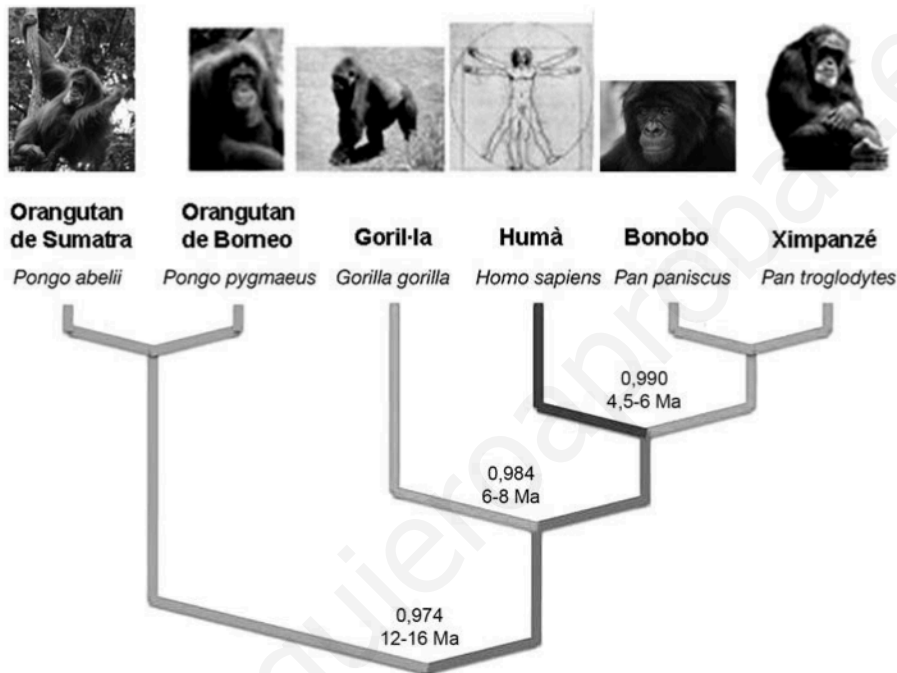 Orangutan
de Sumatra
Pongo abelii
Orangutan
de Borneo
Pongo pygmaeus
Goril·la
Gorilla gorilla
Humà
Homo sapiens
Bonobo
Pan paniscus
Ximpanzé
Pan troglodytes
0,990
4,5-6 Ma
0,984
6-8 Ma
0,974
12-16 Ma
quieroaprobar.e